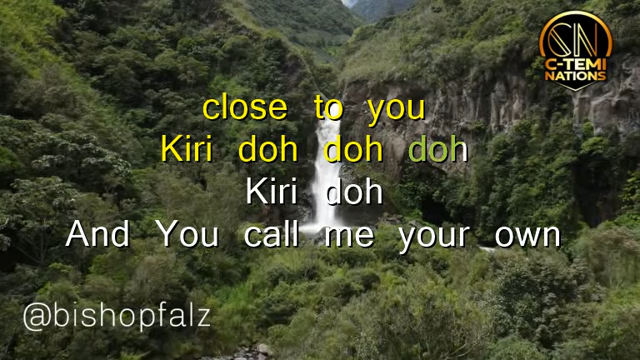 C-TEMI
NATIONS
close to you
Kiri doh doh doh
Kiri doh
And You call me your own
@bishopfalz